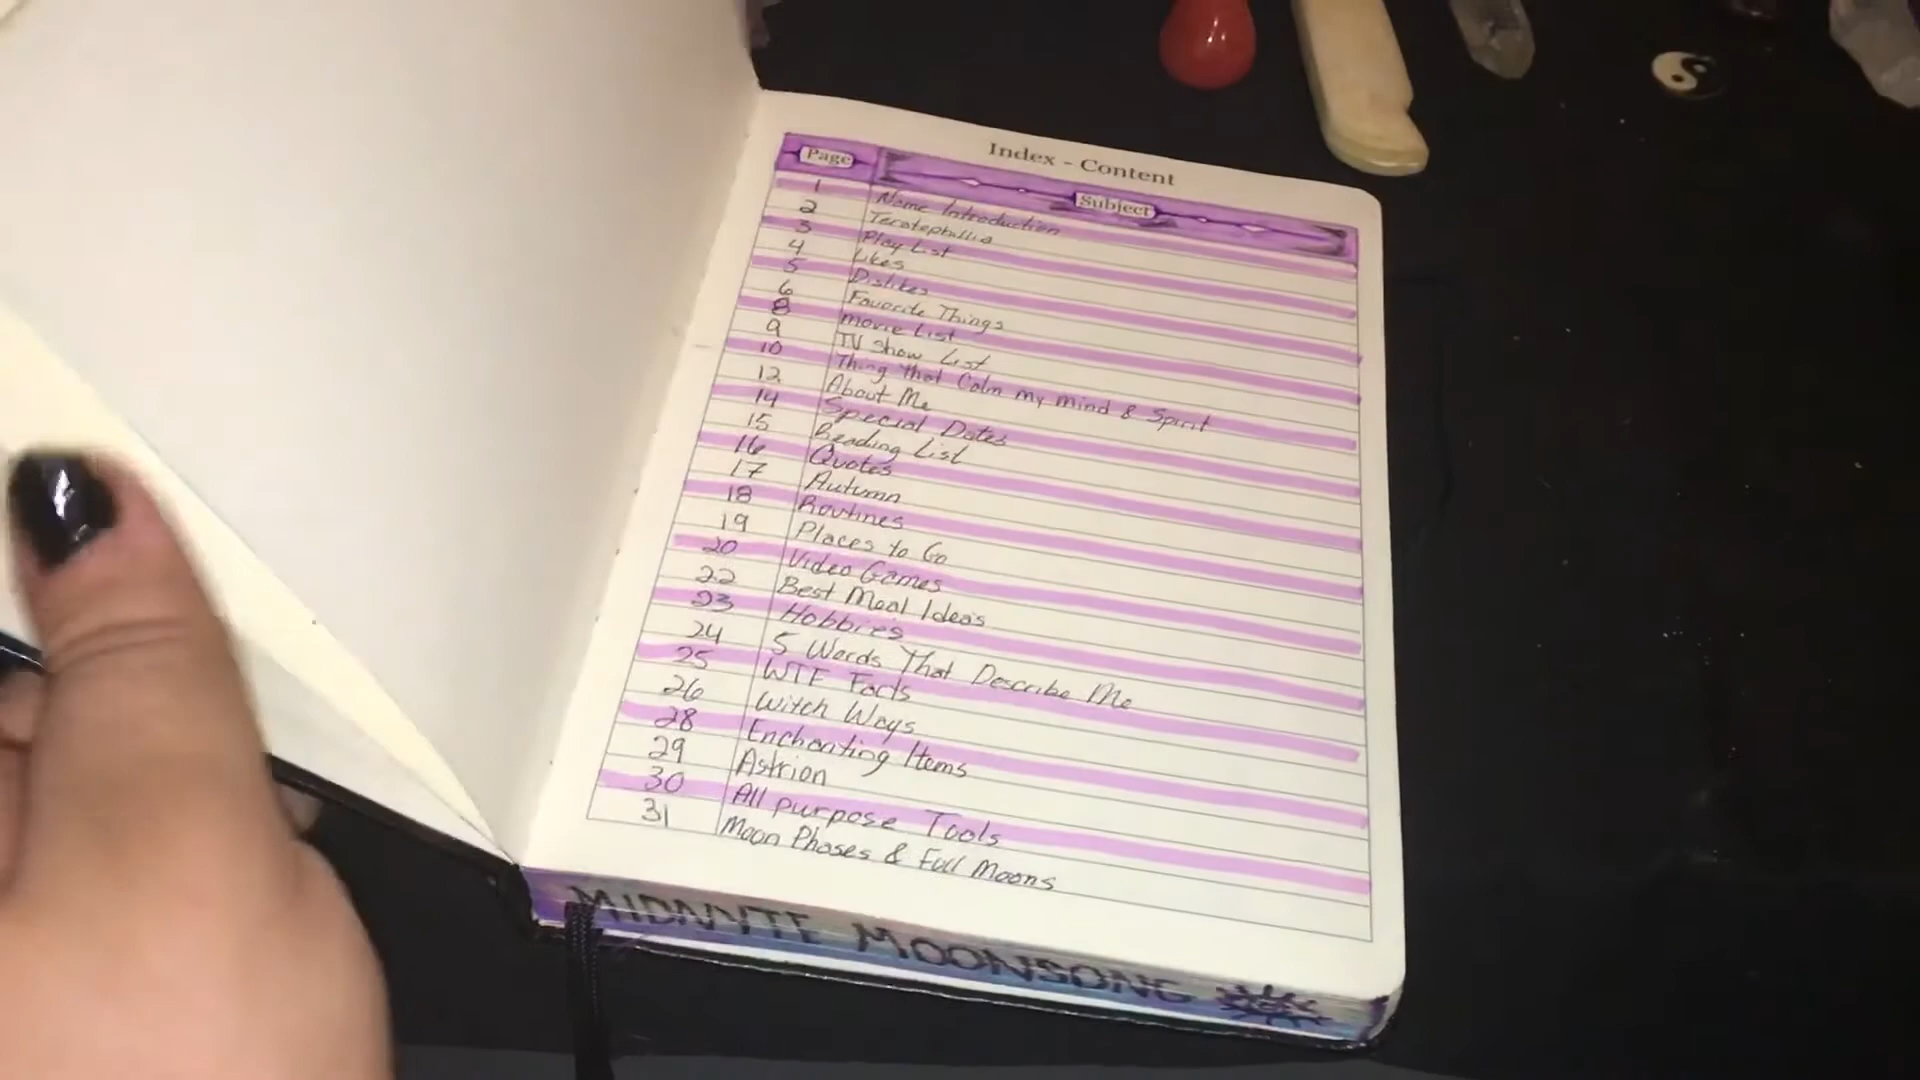 Index - Content
Page Subject
1 Name Introduction
2
3 Play List
4 Likes
5 Dislikes
6 Favorite Things
8 movie List
9 TV Show List
10 Thing that Calm my mind & Spirit
12 About Me
14 Special Dates
15 Reading List
16 Quotes
17 Autumn
18 Routines
19 Places to Go
20 Video Games
22 Best Meal Ideas
23 Hobbies
24 5 Words That Describe Me
25 WTF Facts
26 Witch Ways
28 Enchanting Items
29 Astrion
30 All purpose Tools
31 Moon Phases & Full Moons
MIDNYTE MOONSONG